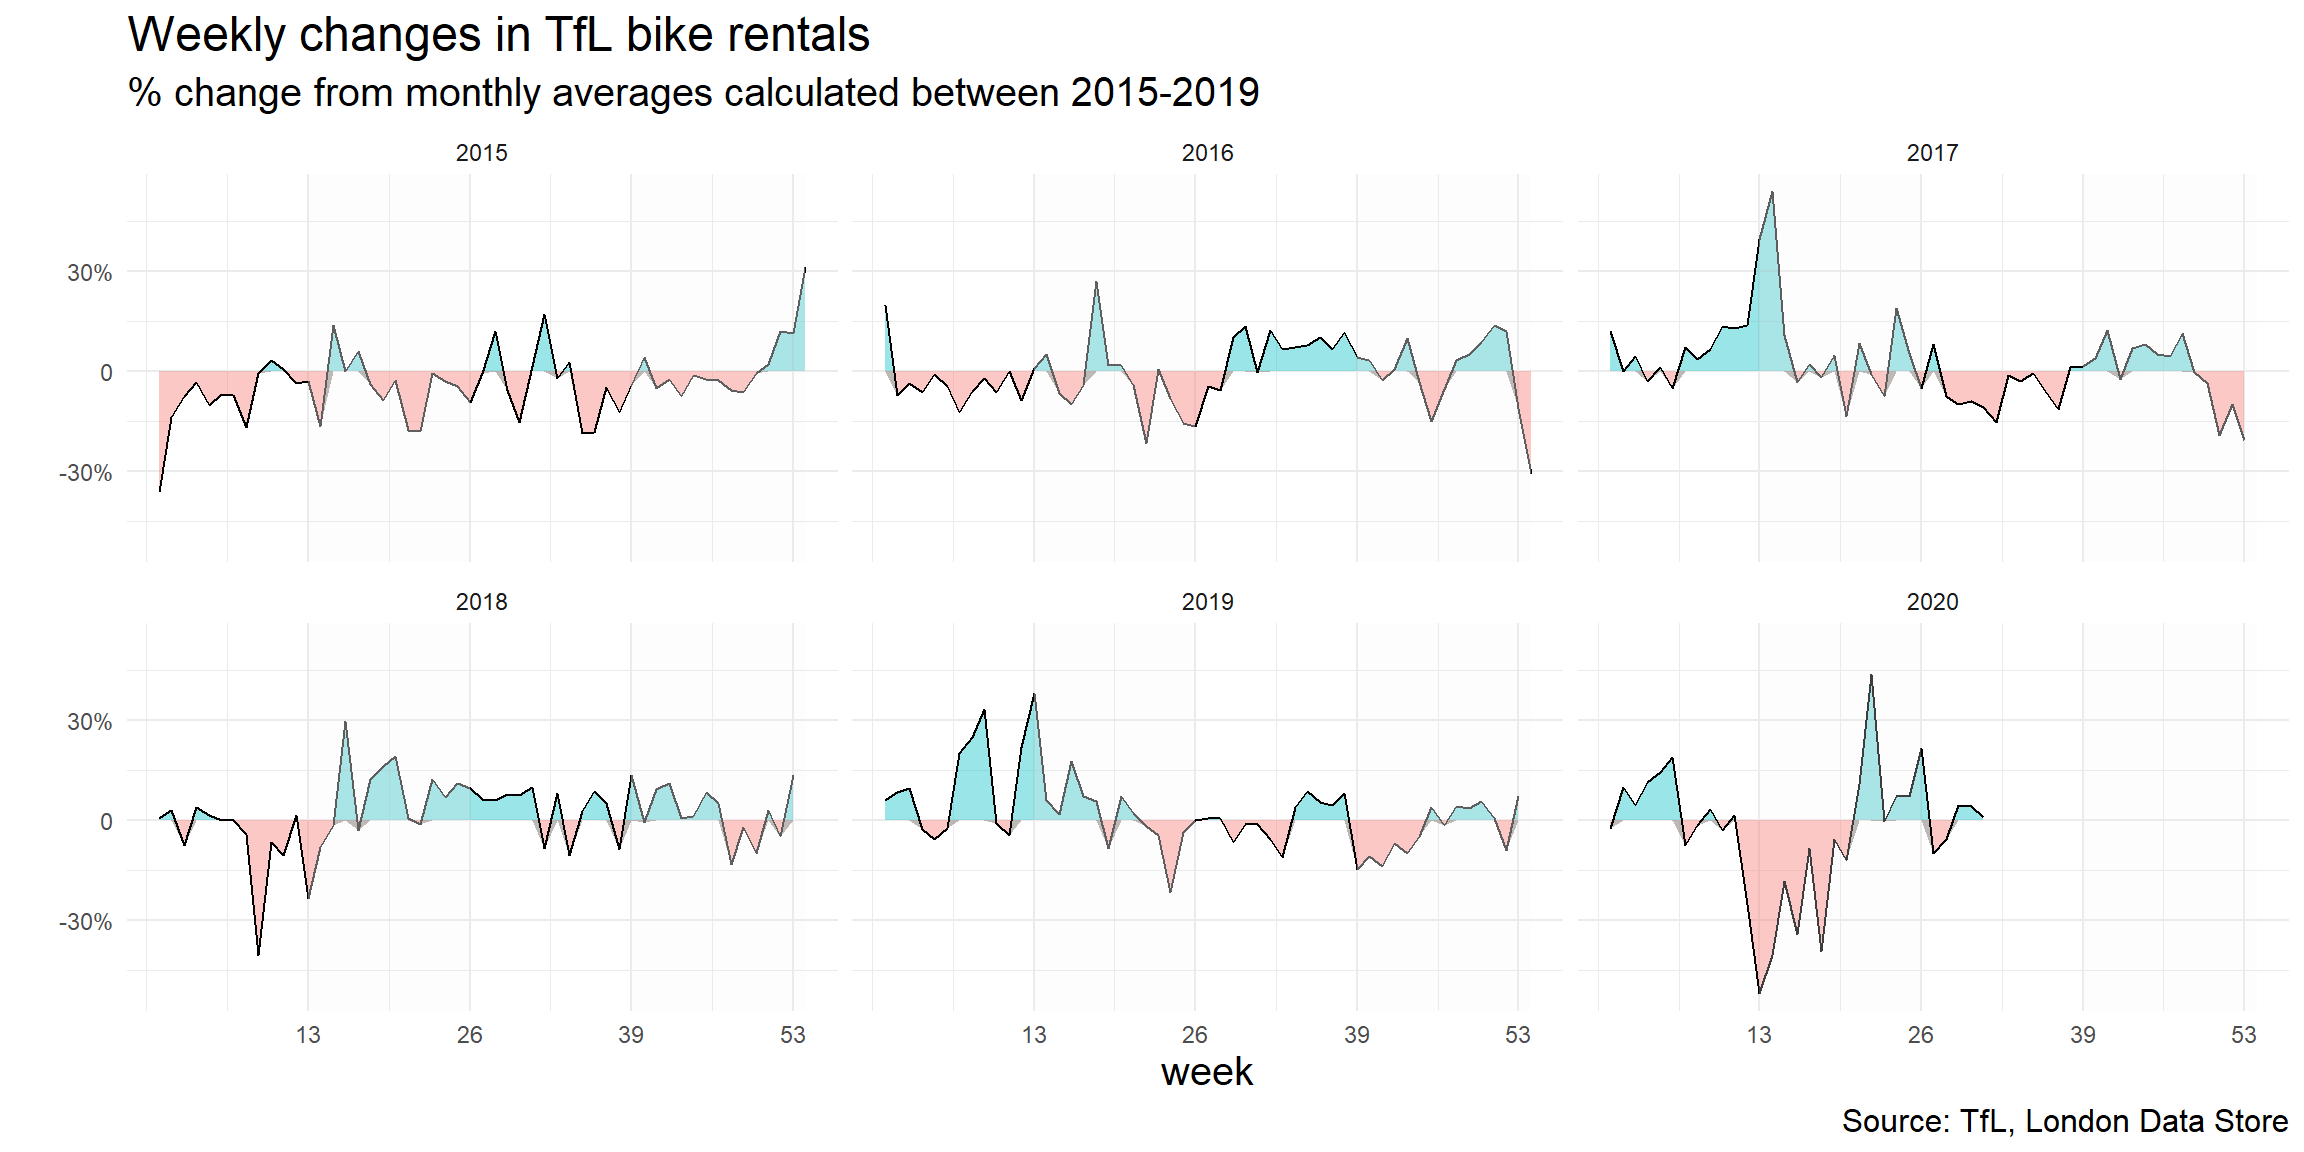 Weekly changes in TfL bike rentals
% change from monthly averages calculated between 2015-2019
2015 2016 2017
30%
0
-30%
2018 2019 2020
30%
0
-30%
13 26 39 53 13 26 39 53 13 26 39 53
week
Source: TfL, London Data Store